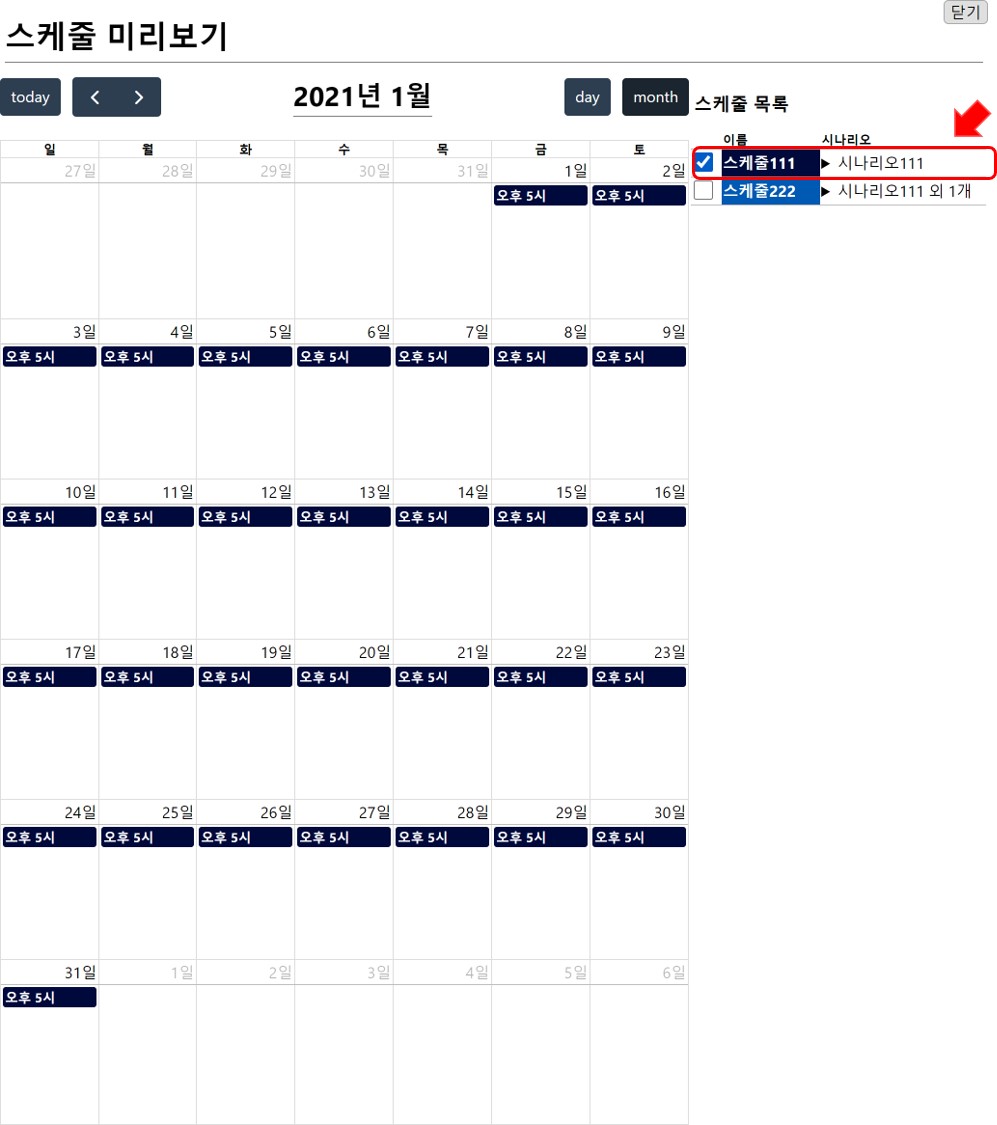 닫기
스케줄 미리보기
today
2021년 1월
day month
스케줄 목록
이름 시나리오
스케줄111 ▶ 시나리오111
스케줄222 ▶ 시나리오111 외 1개
일 월 화 수 목 금 토
27일 28일 29일 30일 31일 1일 2일
오후 5시 오후 5시
3일 4일 5일 6일 7일 8일 9일
오후 5시 오후 5시 오후 5시 오후 5시 오후 5시 오후 5시 오후 5시
10일 11일 12일 13일 14일 15일 16일
오후 5시 오후 5시 오후 5시 오후 5시 오후 5시 오후 5시 오후 5시
17일 18일 19일 20일 21일 22일 23일
오후 5시 오후 5시 오후 5시 오후 5시 오후 5시 오후 5시 오후 5시
24일 25일 26일 27일 28일 29일 30일
오후 5시 오후 5시 오후 5시 오후 5시 오후 5시 오후 5시 오후 5시
31일 1일 2일 3일 4일 5일 6일
오후 5시